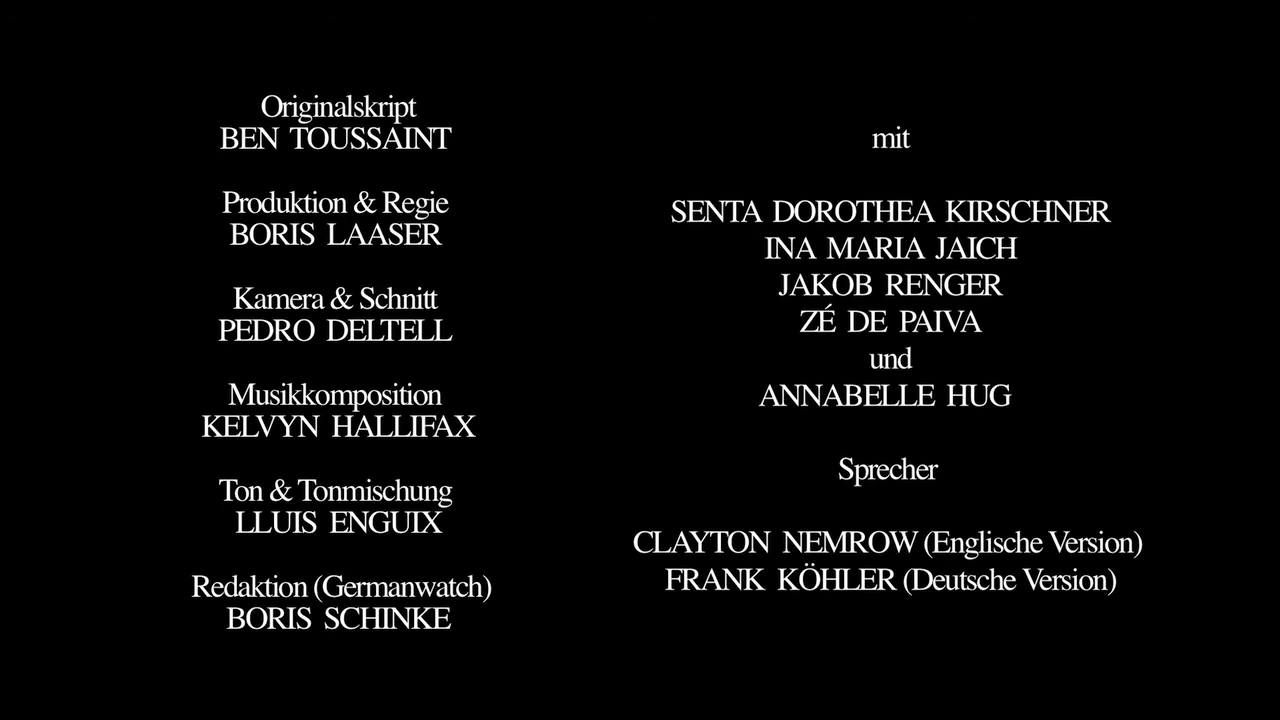 Originalskript
BEN TOUSSAINT
Produktion & Regie
BORIS LAASER
Kamera & Schnitt
PEDRO DELTELL
Musikkomposition
KELVYN HALLIFAX
Ton & Tonmischung
LLUIS ENGUIX
Redaktion (Germanwatch)
BORIS SCHINKE
mit
SENTA DOROTHEA KIRSCHNER
INA MARIA JAICH
JAKOB RENGER
ZÉ DE PAIVA
und
ANNABELLE HUG
Sprecher
CLAYTON NEMROW (Englische Version)
FRANK KÖHLER (Deutsche Version)